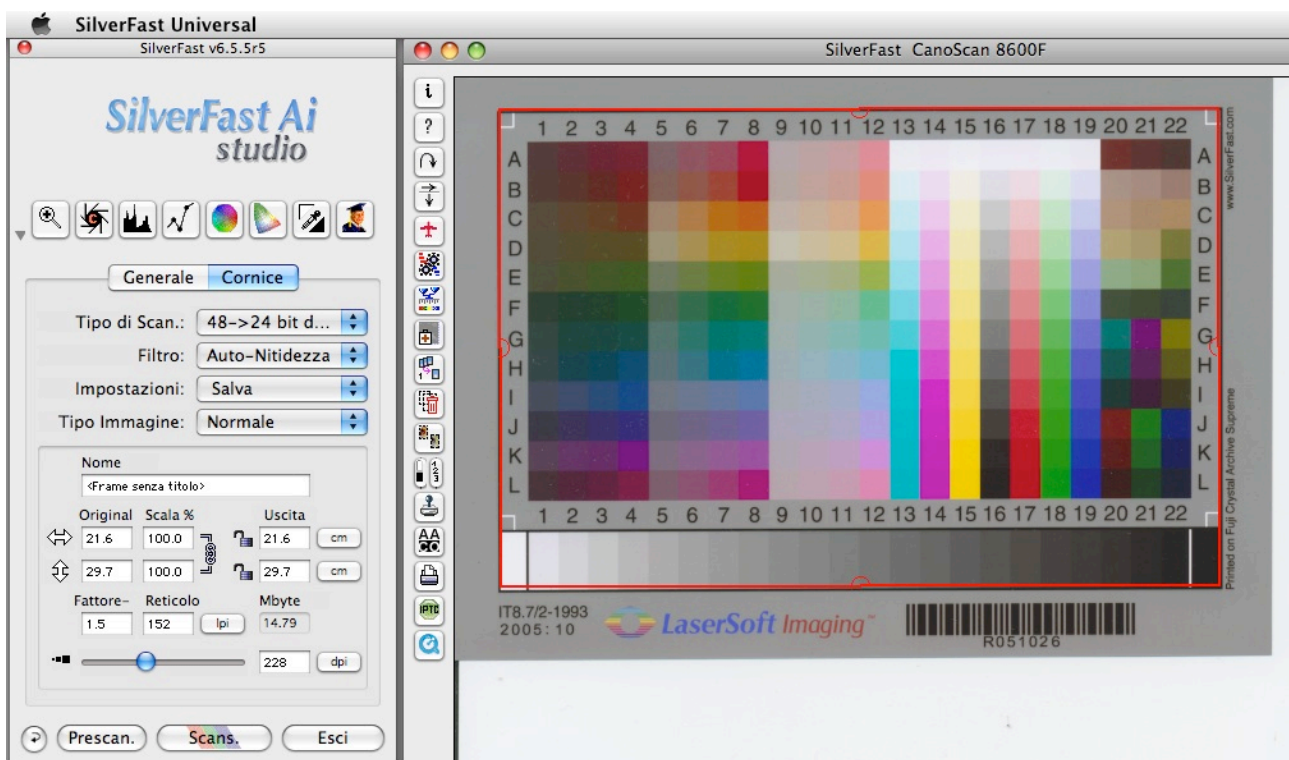 SilverFast Universal
SilverFast v6.5.5r5
SilverFast Ai
studio
Generale Cornice
Tipo di Scan.: 48->24 bit d...
Filtro: Auto-Nitidezza
Impostazioni: Salva
Tipo Immagine: Normale
Nome
<Frame senza titolo>
Original Scala % Uscita
21.6 100.0 21.6 cm
29.7 100.0 29.7 cm
Fattore- Reticolo Mbyte
1.5 152 lpi 14.79
228 dpi
Prescan. Scans. Esci
SilverFast CanoScan 8600F
i
?
1
1 2 3
AA
CC
IPTC
1 2 3 4 5 6 7 8 9 10 11 12 13 14 15 16 17 18 19 20 21 22
A A
B B
C C
D D
E E
F F
G G
H H
I I
J J
K K
L L
1 2 3 4 5 6 7 8 9 10 11 12 13 14 15 16 17 18 19 20 21 22
www.SilverFast.com
Printed on Fuji Crystal Archive Supreme
IT8.7/2-1993
2005:10
LaserSoft Imaging™
R051026